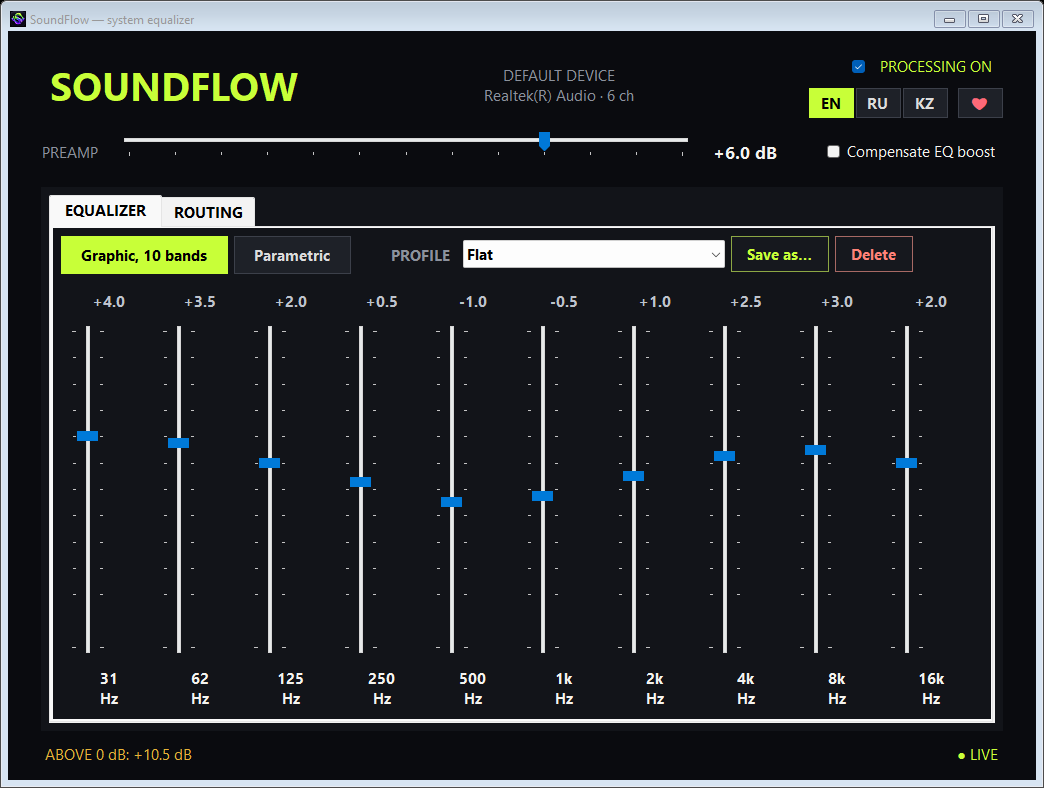 SoundFlow — system equalizer
SOUNDFLOW
DEFAULT DEVICE
Realtek(R) Audio · 6 ch
PROCESSING ON
EN RU KZ
PREAMP
+6.0 dB
Compensate EQ boost
EQUALIZER ROUTING
Graphic, 10 bands Parametric PROFILE Flat Save as... Delete
+4.0 +3.5 +2.0 +0.5 -1.0 -0.5 +1.0 +2.5 +3.0 +2.0
31 62 125 250 500 1k 2k 4k 8k 16k
Hz Hz Hz Hz Hz Hz Hz Hz Hz Hz
ABOVE 0 dB: +10.5 dB
● LIVE